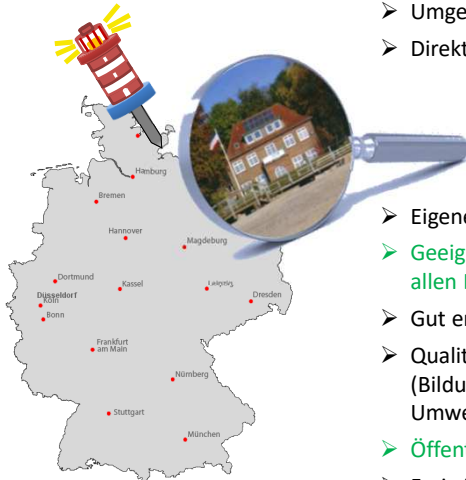 ➢ Umge
➢ Direkt
Hamburg
Bremen
Hannover
Magdeburg
Dortmund
Düsseldorf
Köln
Bonn
Kassel
Leipzig
Dresden
Frankfurt
am Main
Nürnberg
Stuttgart
München
➢ Eigene
➢ Geeig
allen
➢ Gut er
➢ Qualit
(Bildu
Umwe
➢ Öffent